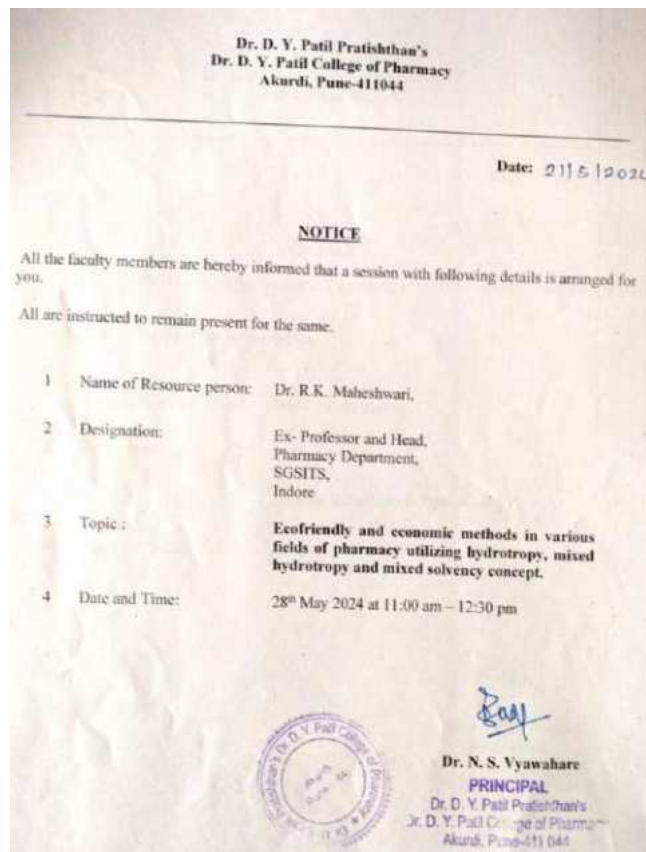 Dr. D. Y. Patil Pratishthan's
Dr. D. Y. Patil College of Pharmacy
Akurdi, Pune-411044
Date: 21|5|202
NOTICE
All the faculty members are hereby informed that a session with following details is arranged for
you.
All are instructed to remain present for the same.
1 Name of Resource person: Dr. R.K. Maheshwari,
2 Designation: Ex- Professor and Head,
Pharmacy Department,
SGSITS,
Indore
3 Topic : Ecofriendly and economic methods in various
fields of pharmacy utilizing hydrotropy, mixed
hydrotropy and mixed solvency concept.
4 Date and Time: 28th May 2024 at 11:00 am – 12:30 pm
Dr. N. S. Vyawahare
PRINCIPAL
Dr. D. Y. Patil Pratishthan's
Dr. D. Y. Patil of Pharma
Akurdi, Pune-411 044
Dr. D. Y. Patil College of Pharmacy